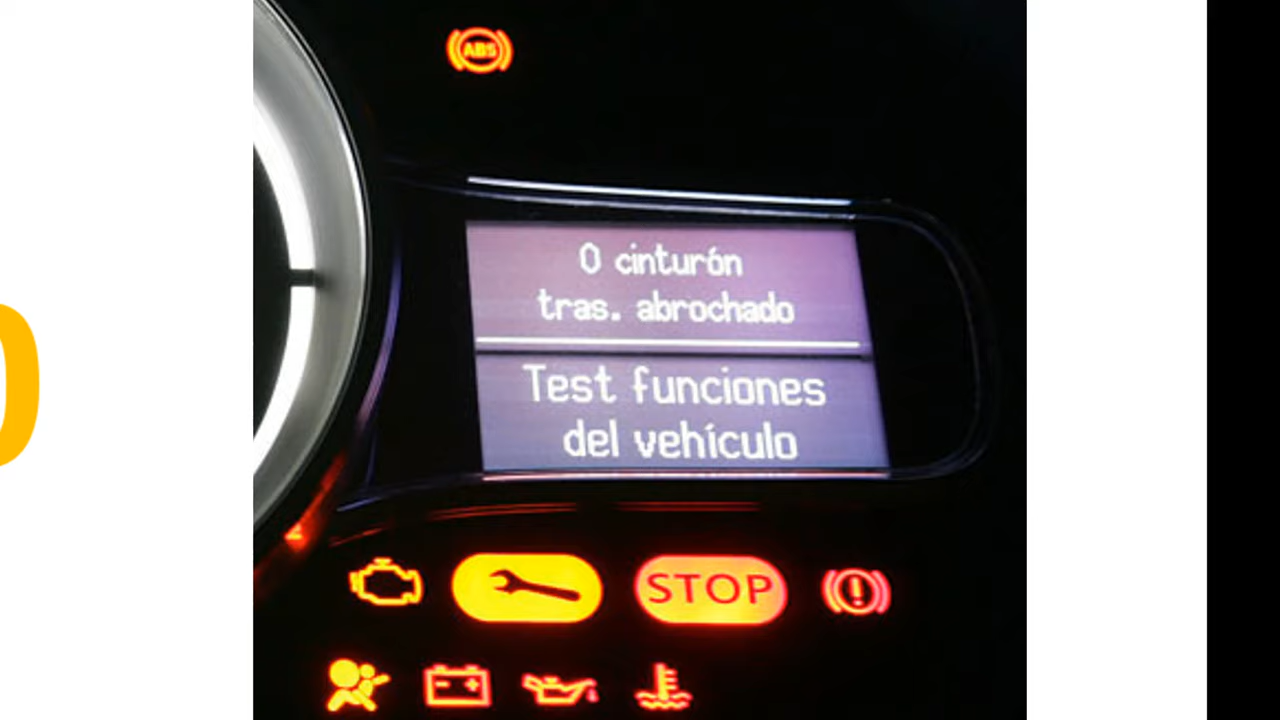 ABS
0 cinturón
tras. abrochado
Test funciones
del vehículo
STOP